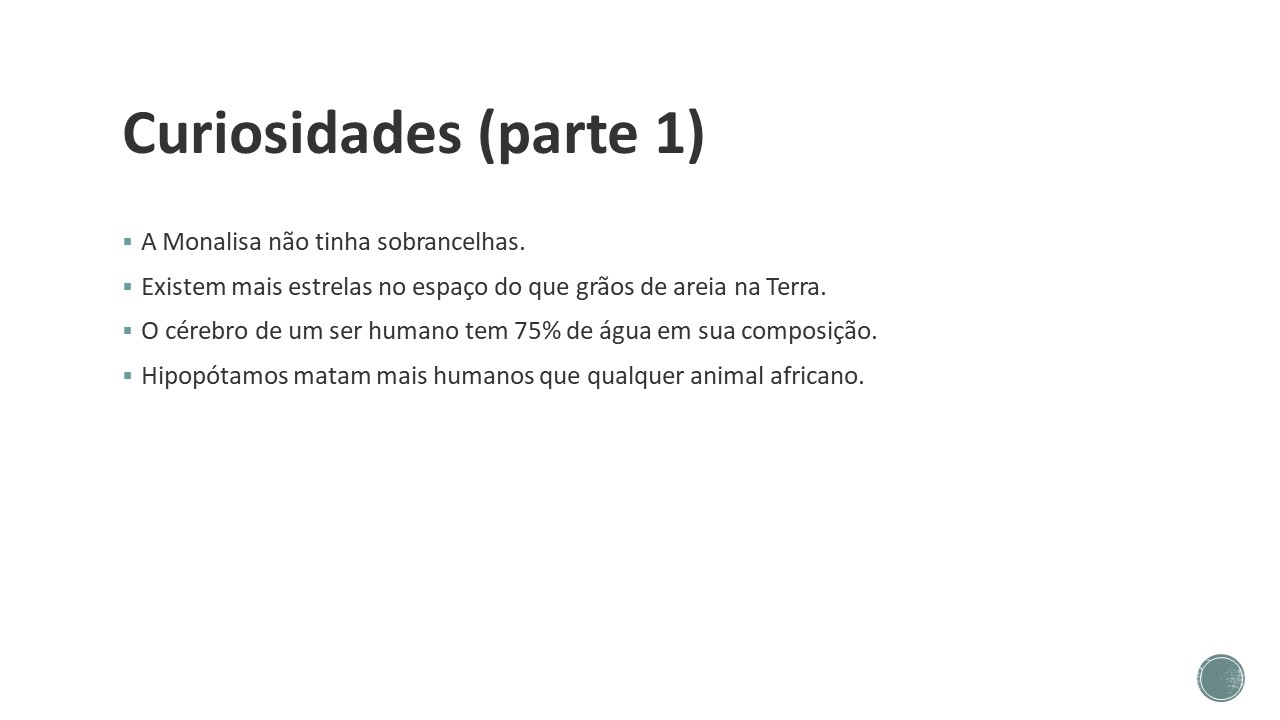 Curiosidades (parte 1)
▪ A Monalisa não tinha sobrancelhas.
▪ Existem mais estrelas no espaço do que grãos de areia na Terra.
▪ O cérebro de um ser humano tem 75% de água em sua composição.
▪ Hipopótamos matam mais humanos que qualquer animal africano.